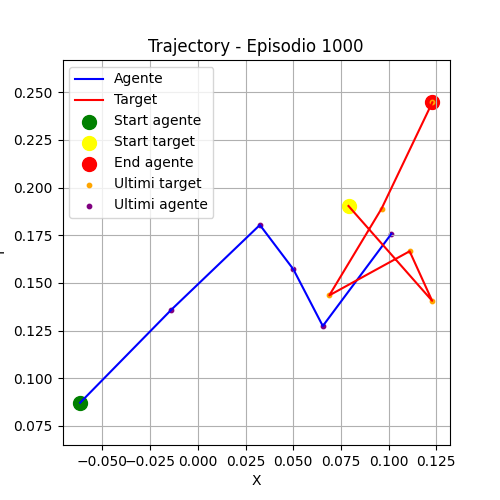 Trajectory - Episodio 1000
Agente
Target
Start agente
Start target
End agente
Ultimi target
Ultimi agente
0.250
0.225
0.200
0.175
0.150
0.125
0.100
0.075
−0.050 −0.025 0.000 0.025 0.050 0.075 0.100 0.125
X